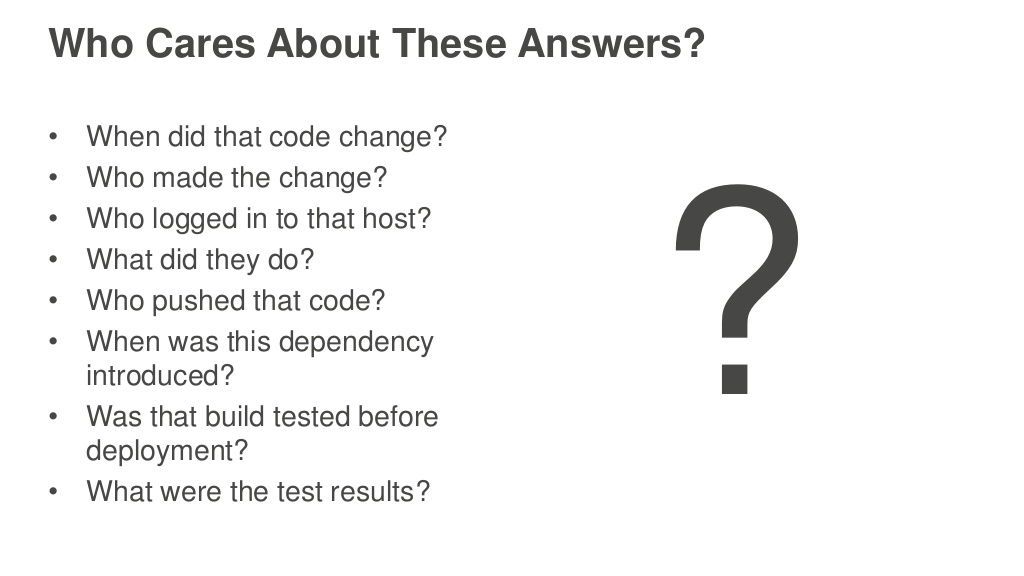 Who Cares About These Answers?
• When did that code change?
• Who made the change?
• Who logged in to that host?
• What did they do?
• Who pushed that code?
• When was this dependency
introduced?
• Was that build tested before
deployment?
• What were the test results?
?